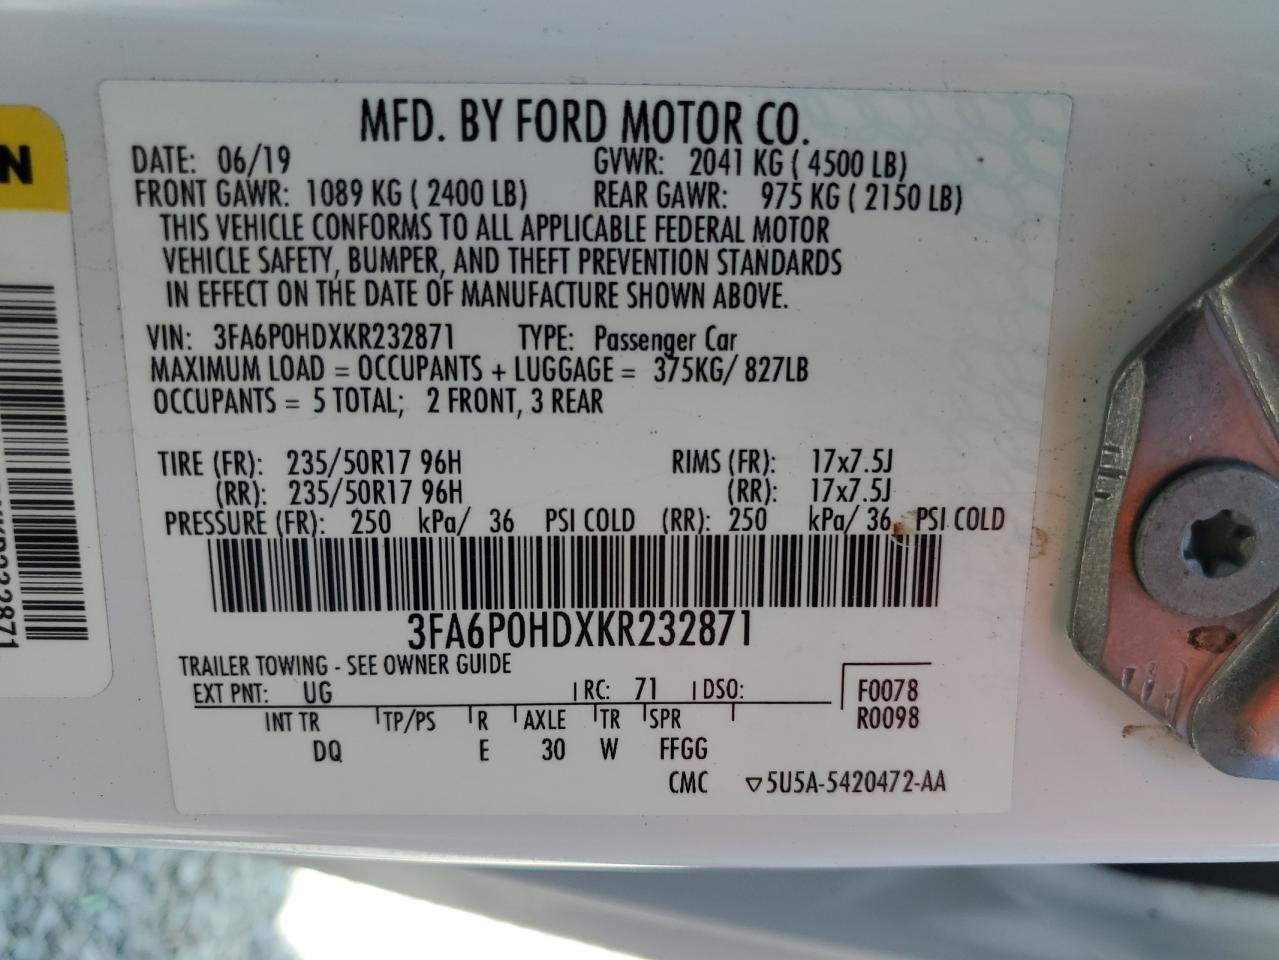 MFD. BY FORD MOTOR CO.
DATE: 06/19 GVWR: 2041 KG ( 4500 LB)
FRONT GAWR: 1089 KG ( 2400 LB) REAR GAWR: 975 KG ( 2150 LB)
THIS VEHICLE CONFORMS TO ALL APPLICABLE FEDERAL MOTOR
VEHICLE SAFETY, BUMPER, AND THEFT PREVENTION STANDARDS
IN EFFECT ON THE DATE OF MANUFACTURE SHOWN ABOVE.
VIN: 3FA6P0HDXKR232871 TYPE: Passenger Car
MAXIMUM LOAD = OCCUPANTS + LUGGAGE = 375KG/ 827LB
OCCUPANTS = 5 TOTAL; 2 FRONT, 3 REAR
TIRE (FR): 235/50R17 96H RIMS (FR): 17x7.5J
(RR): 235/50R17 96H (RR): 17x7.5J
PRESSURE (FR): 250 kPa/ 36 PSI COLD (RR): 250 kPa/ 36 PSI COLD
3FA6P0HDXKR232871
TRAILER TOWING - SEE OWNER GUIDE
EXT PNT: UG RC: 71 DSO: F0078
INT TR TP/PS R AXLE TR SPR R0098
DQ E 30 W FFGG
CMC ▽5U5A-5420472-AA
N